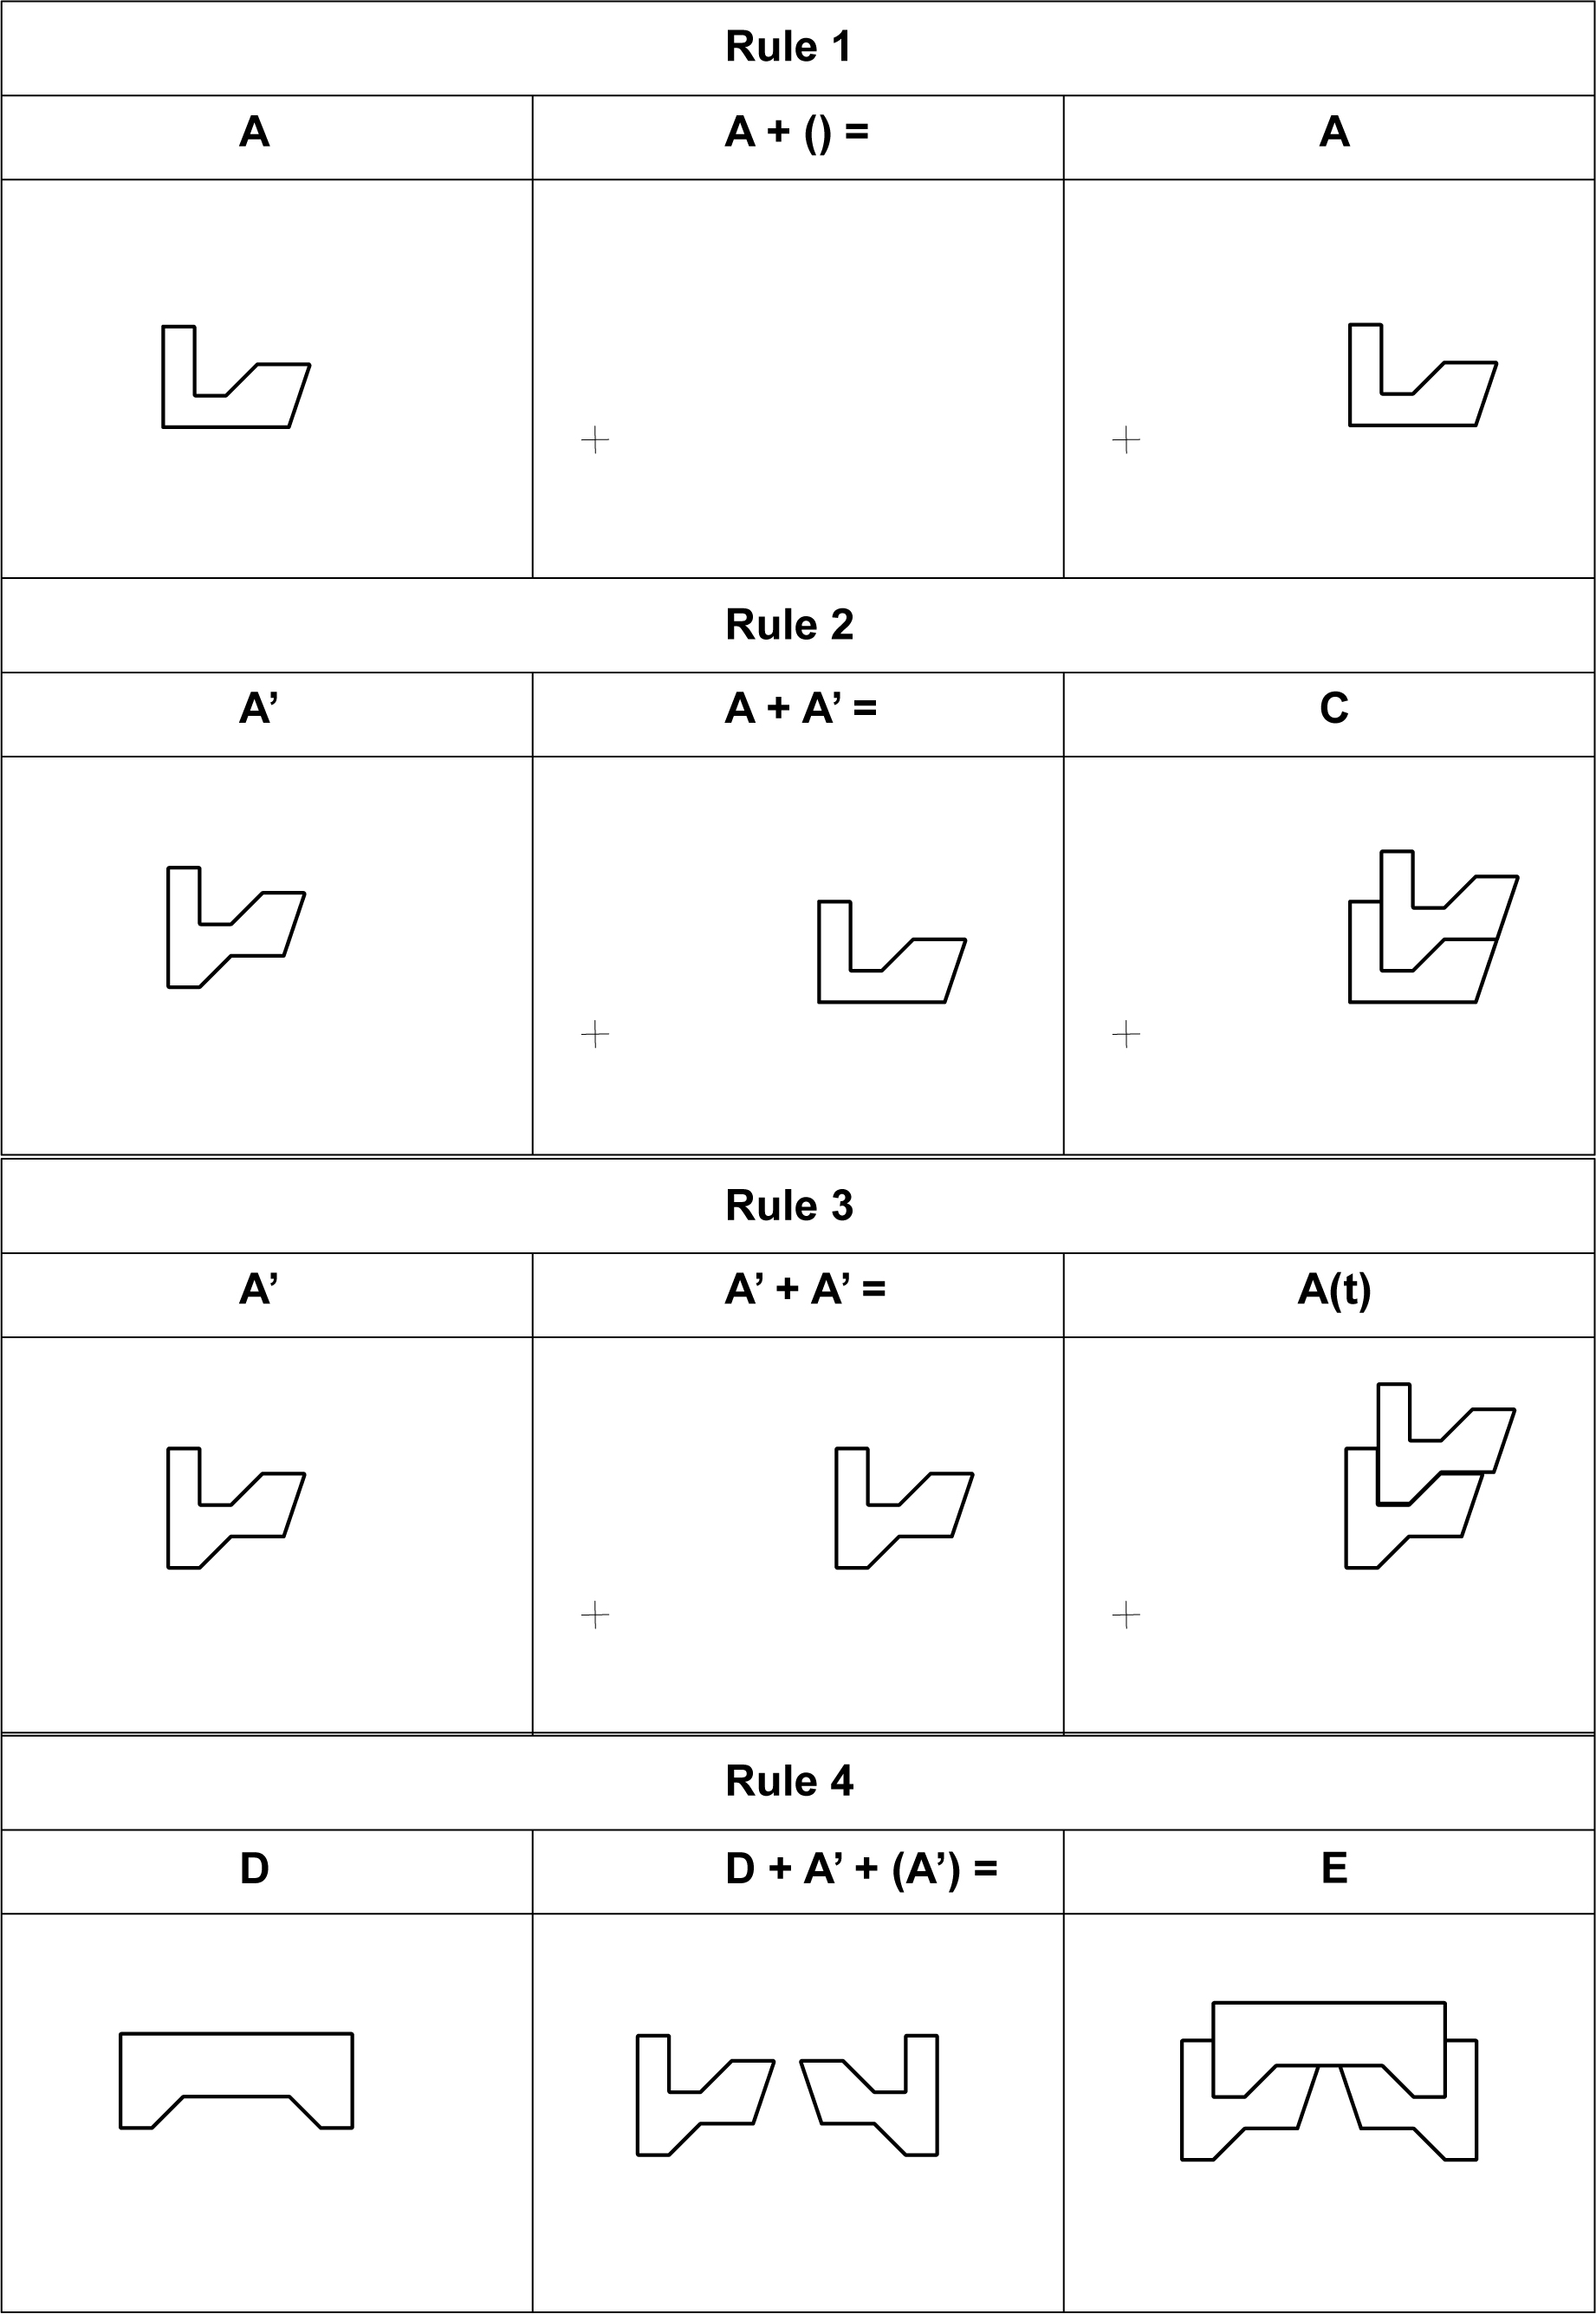 Rule 1
A A + () = A
Rule 2
A’ A + A’ = C
Rule 3
A’ A’ + A’ = A(t)
Rule 4
D D + A’ + (A’) = E